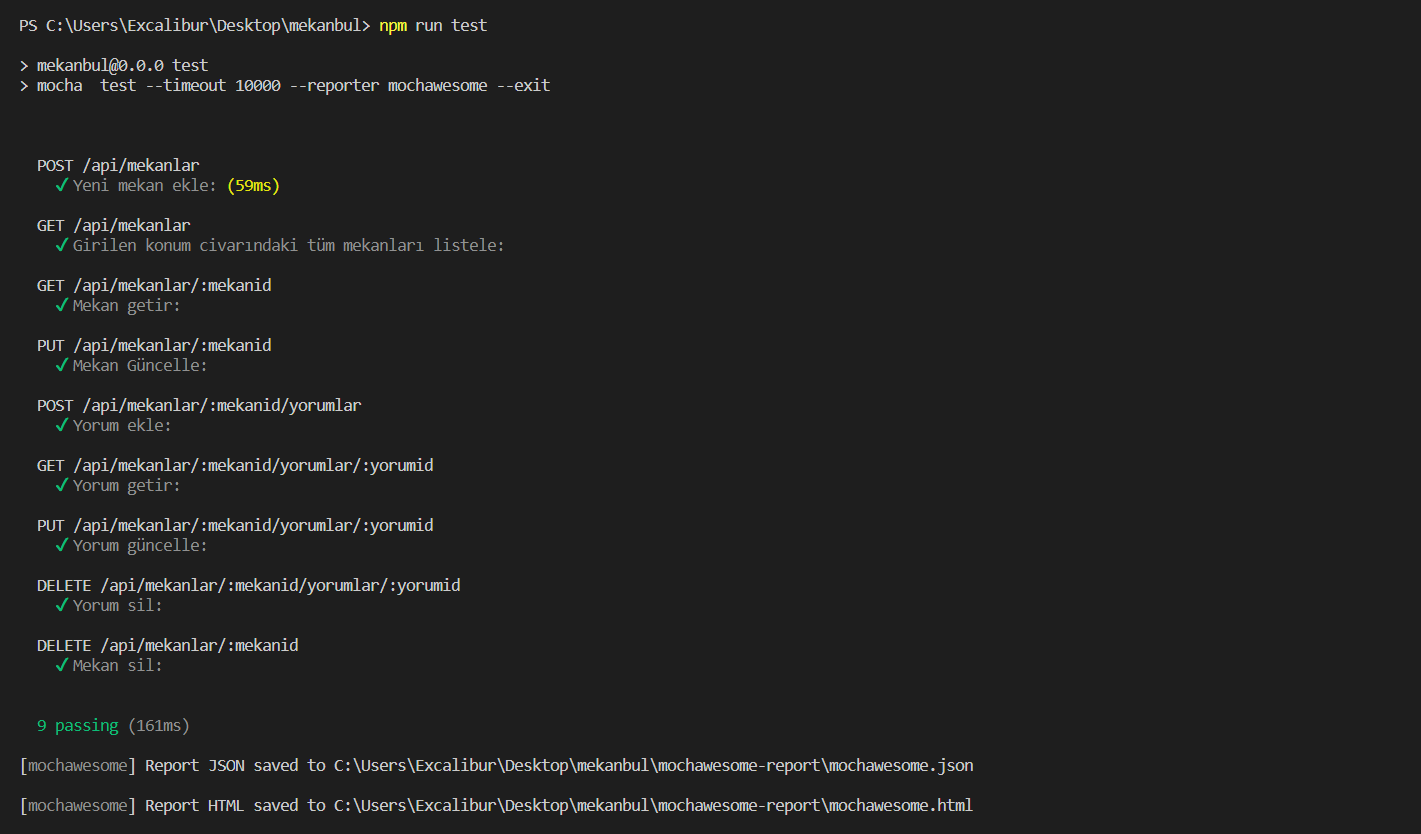 PS C:\Users\Excalibur\Desktop\mekanbul> npm run test
> mekanbul@0.0.0 test
> mocha  test --timeout 10000 --reporter mochawesome --exit
POST /api/mekanlar
✓ Yeni mekan ekle: (59ms)
GET /api/mekanlar
✓ Girilen konum civarındaki tüm mekanları listele:
GET /api/mekanlar/:mekanid
✓ Mekan getir:
PUT /api/mekanlar/:mekanid
✓ Mekan Güncelle:
POST /api/mekanlar/:mekanid/yorumlar
✓ Yorum ekle:
GET /api/mekanlar/:mekanid/yorumlar/:yorumid
✓ Yorum getir:
PUT /api/mekanlar/:mekanid/yorumlar/:yorumid
✓ Yorum güncelle:
DELETE /api/mekanlar/:mekanid/yorumlar/:yorumid
✓ Yorum sil:
DELETE /api/mekanlar/:mekanid
✓ Mekan sil:
9 passing (161ms)
[mochawesome] Report JSON saved to C:\Users\Excalibur\Desktop\mekanbul\mochawesome-report\mochawesome.json
[mochawesome] Report HTML saved to C:\Users\Excalibur\Desktop\mekanbul\mochawesome-report\mochawesome.html